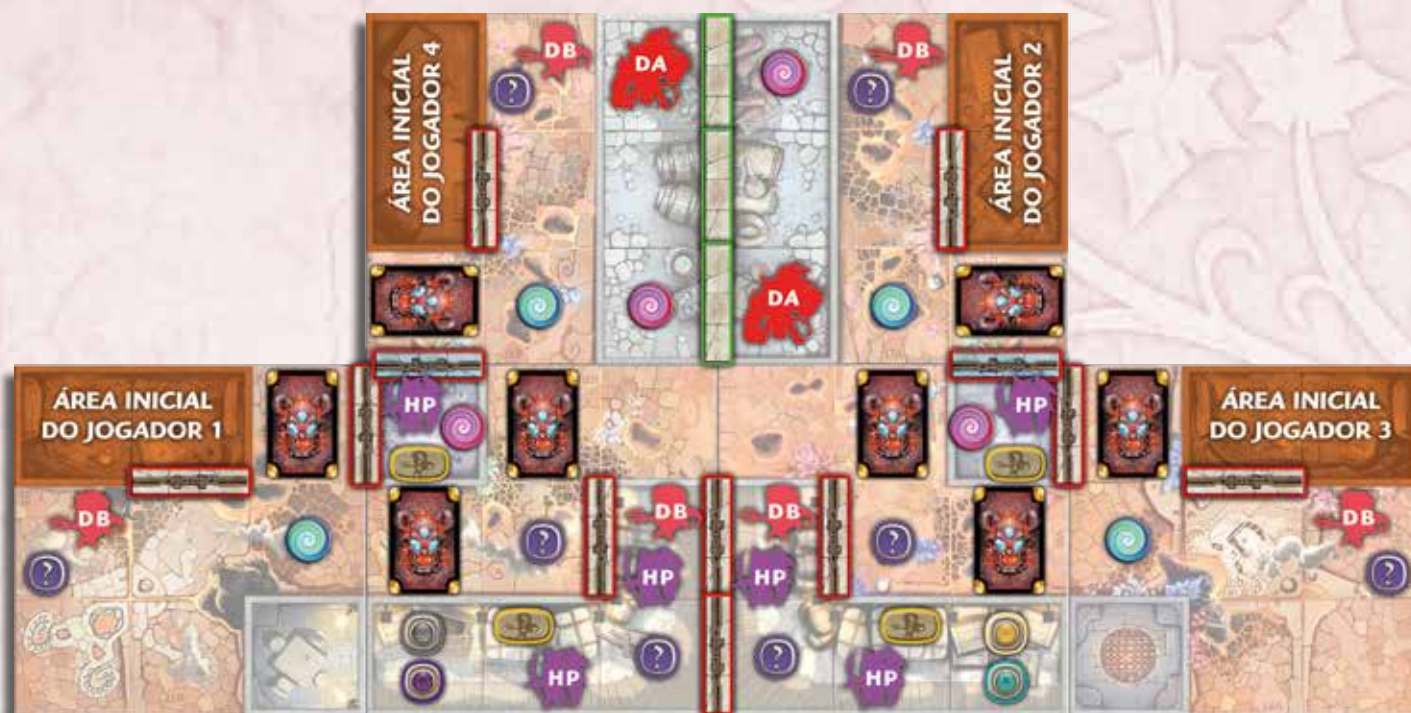 ÁREA INICIAL
DO JOGADOR 4
DB
?
DA
?
DB
ÁREA INICIAL
DO JOGADOR 2
DA
ÁREA INICIAL
DO JOGADOR 1
HP
HP
ÁREA INICIAL
DO JOGADOR 3
DB
?
?
DB
HP
DB
HP
?
DB
?
HP
?
?
HP